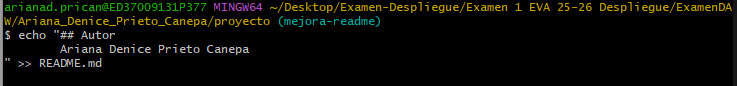 arianad.prican@ED37009131P377 MINGW64 ~/Desktop/Examen-Despliegue/Examen 1 EVA 25-26 Despliegue/ExamenDA
W/Ariana_Denice_Prieto_Canepa/proyecto (mejora-readme)
$ echo "## Autor
        Ariana Denice Prieto Canepa
" >> README.md